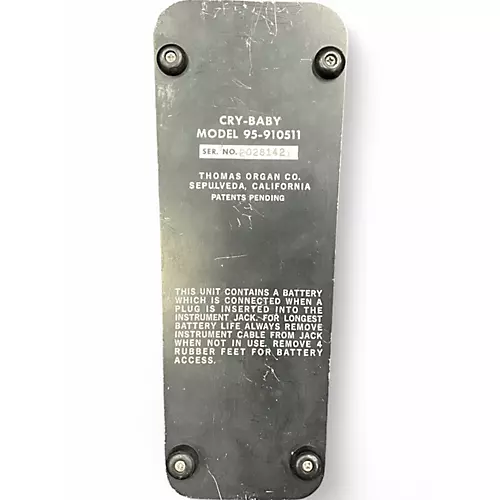 CRY-BABY
MODEL 95-910511
SER. NO. 2028142
THOMAS ORGAN CO.
SEPULVEDA, CALIFORNIA
PATENTS PENDING
THIS UNIT CONTAINS A BATTERY
WHICH IS CONNECTED WHEN A
PLUG IS INSERTED INTO THE
INSTRUMENT JACK. FOR LONGEST
BATTERY LIFE ALWAYS REMOVE
INSTRUMENT CABLE FROM JACK
WHEN NOT IN USE. REMOVE 4
RUBBER FEET FOR BATTERY
ACCESS.